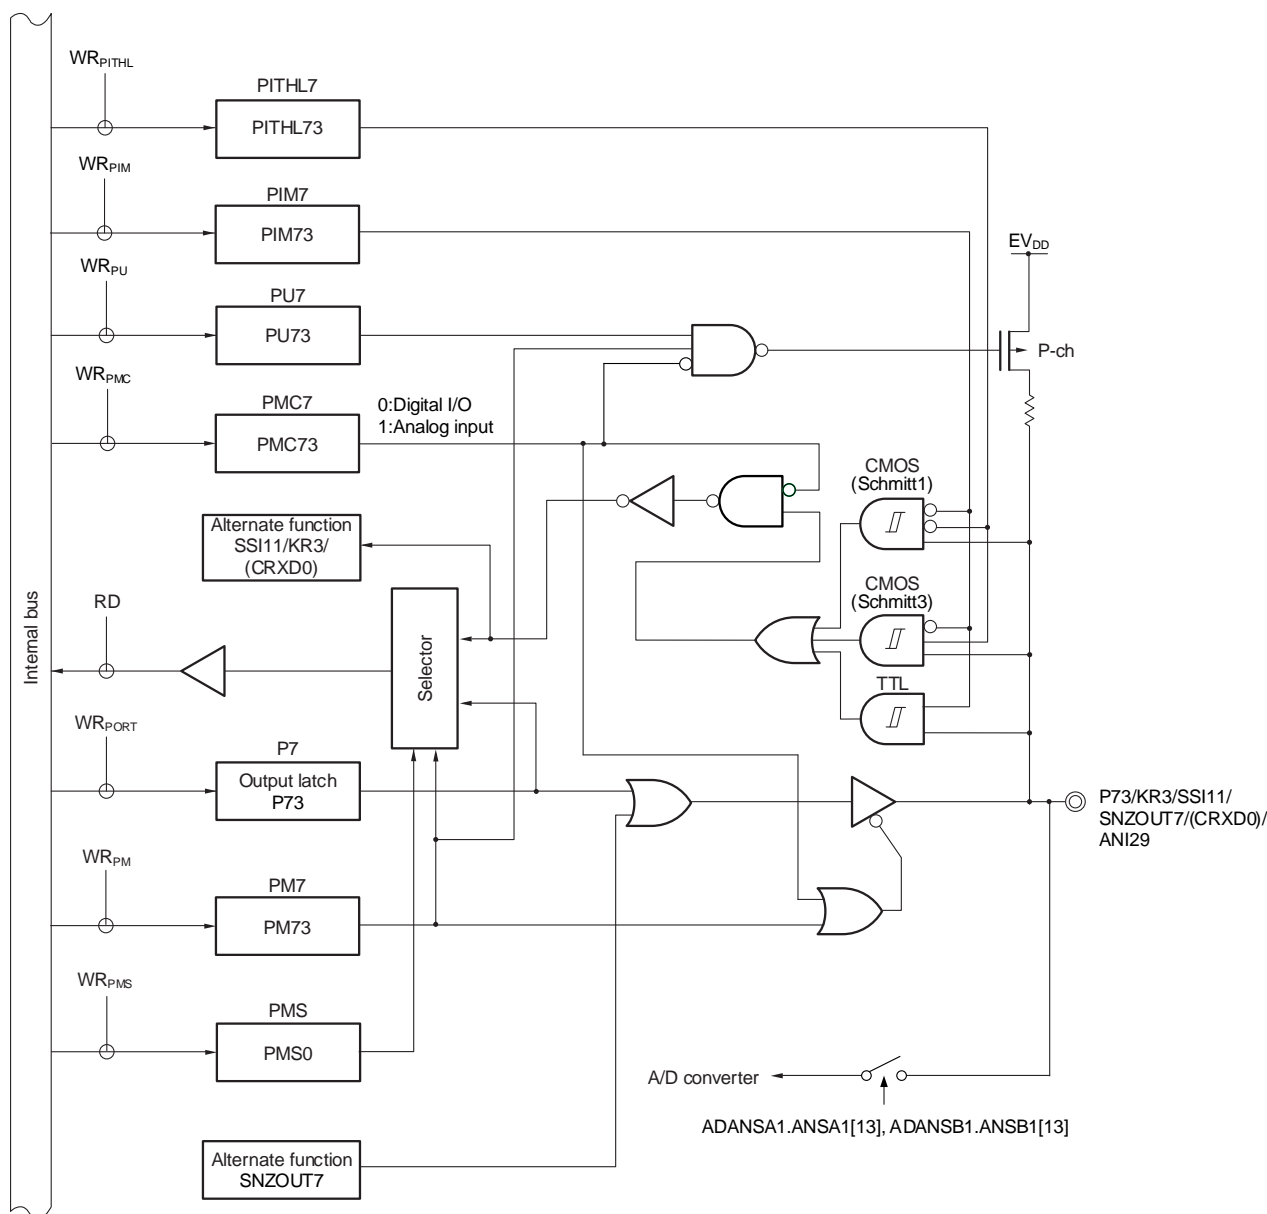 WRPITHL
PITHL7
PITHL73
WRPIM
PIM7
PIM73
EVDD
WRPU
PU7
PU73
P-ch
WRPMC
PMC7
0:Digital I/O
1:Analog input
PMC73
CMOS
(Schmitt1)
Alternate function
SSI11/KR3/
(CRXD0)
CMOS
(Schmitt3)
RD
Internal bus
Selector
TTL
WRPORT
P7
Output latch
P73
P73/KR3/SSI11/
SNZOUT7/(CRXD0)/
ANI29
WRPM
PM7
PM73
WRPMS
PMS
PMS0
A/D converter
ADANSA1.ANSA1[13], ADANSB1.ANSB1[13]
Alternate function
SNZOUT7